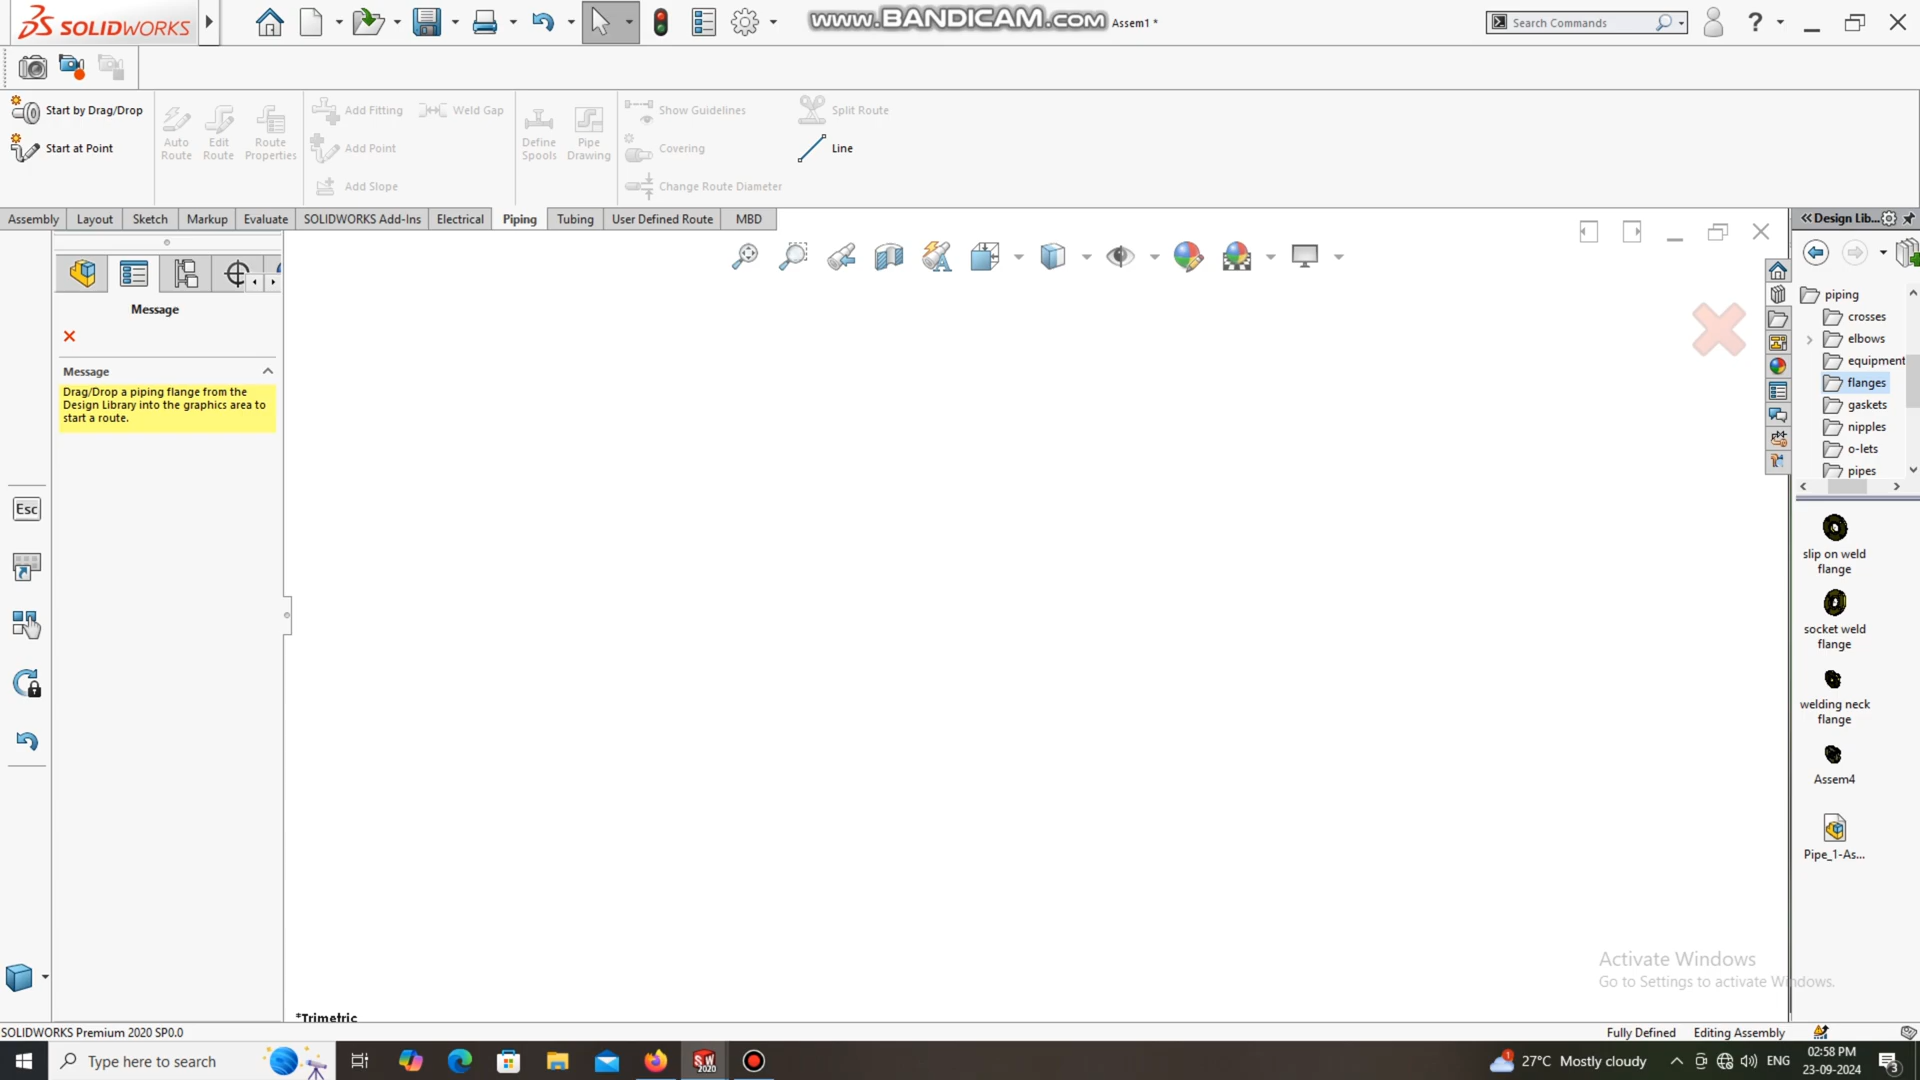 SOLIDWORKS
www.BANDICAM.com
Assem1 *
Search Commands
?
Start by Drag/Drop
Start at Point
Auto Route
Edit Route
Route Properties
Add Fitting
Weld Gap
Add Point
Add Slope
Define Spools
Pipe Drawing
Show Guidelines
Covering
Change Route Diameter
Split Route
Line
Assembly
Layout
Sketch
Markup
Evaluate
SOLIDWORKS Add-Ins
Electrical
Piping
Tubing
User Defined Route
MBD
Message
Message
Drag/Drop a piping flange from the
Design Library into the graphics area to
start a route.
Esc
*Trimetric
Design Lib...
piping
crosses
elbows
equipment
flanges
gaskets
nipples
o-lets
pipes
slip on weld
flange
socket weld
flange
welding neck
flange
Assem4
Pipe_1-As...
Activate Windows
Go to Settings to activate Windows.
SOLIDWORKS Premium 2020 SP0.0
Fully Defined
Editing Assembly
Type here to search
SW
2020
27°C Mostly cloudy
ENG
02:58 PM
23-09-2024
3